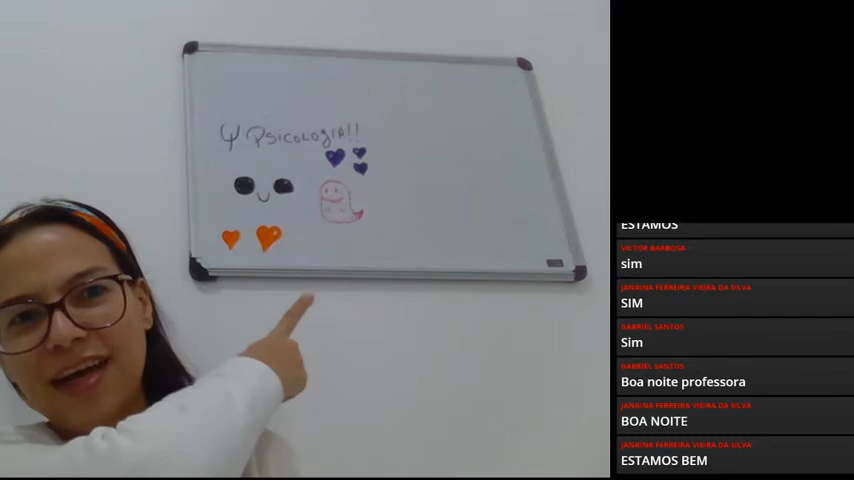 Ψ Psicologia!!
ESTAMOS
VICTOR BARBOSA
sim
JANAINA FERREIRA VIEIRA DA SILVA
SIM
GABRIEL SANTOS
Sim
GABRIEL SANTOS
Boa noite professora
JANAINA FERREIRA VIEIRA DA SILVA
BOA NOITE
JANAINA FERREIRA VIEIRA DA SILVA
ESTAMOS BEM